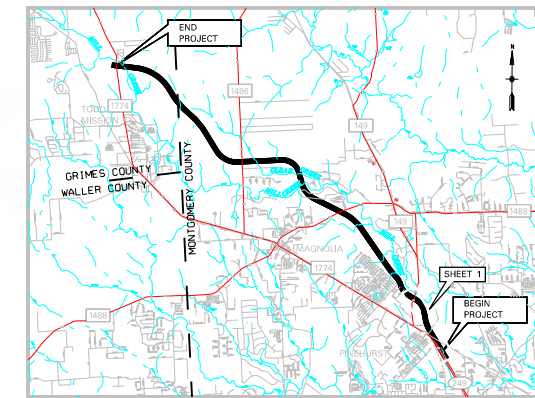 END
PROJECT
N
1486
1774
TODD
MISSION
149
GRIMES COUNTY
WALLER COUNTY
MONTGOMERY COUNTY
1488
149
MAGNOLIA
1774
SHEET 1
BEGIN
PROJECT
1488
PINEHURST
249